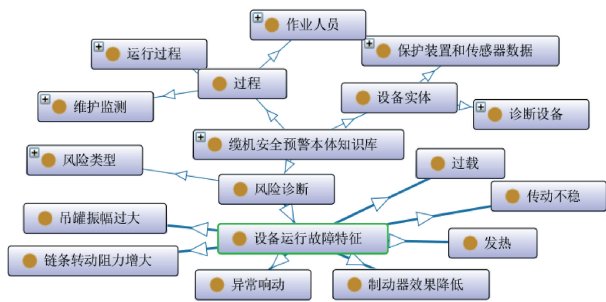 作业人员
运行过程
保护装置和传感器数据
过程
设备实体
维护监测
诊断设备
缆机安全预警本体知识库
风险类型
过载
风险诊断
传动不稳
吊罐振幅过大
设备运行故障特征
发热
链条转动阻力增大
异常响动
制动器效果降低